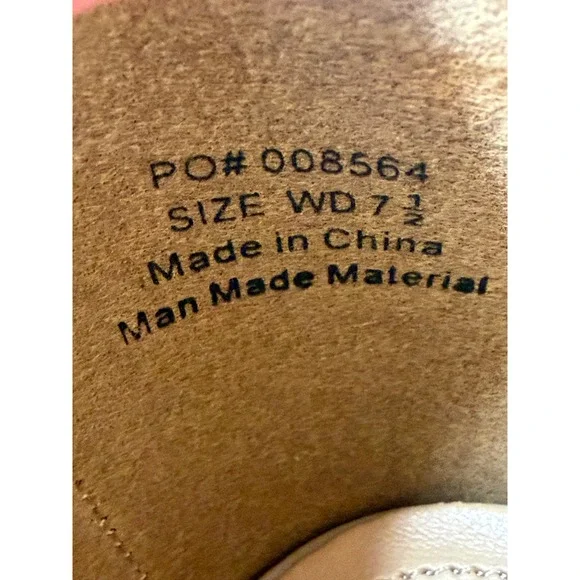 PO# 008564
SIZE WD 7 ½
Made in China
Man Made Material